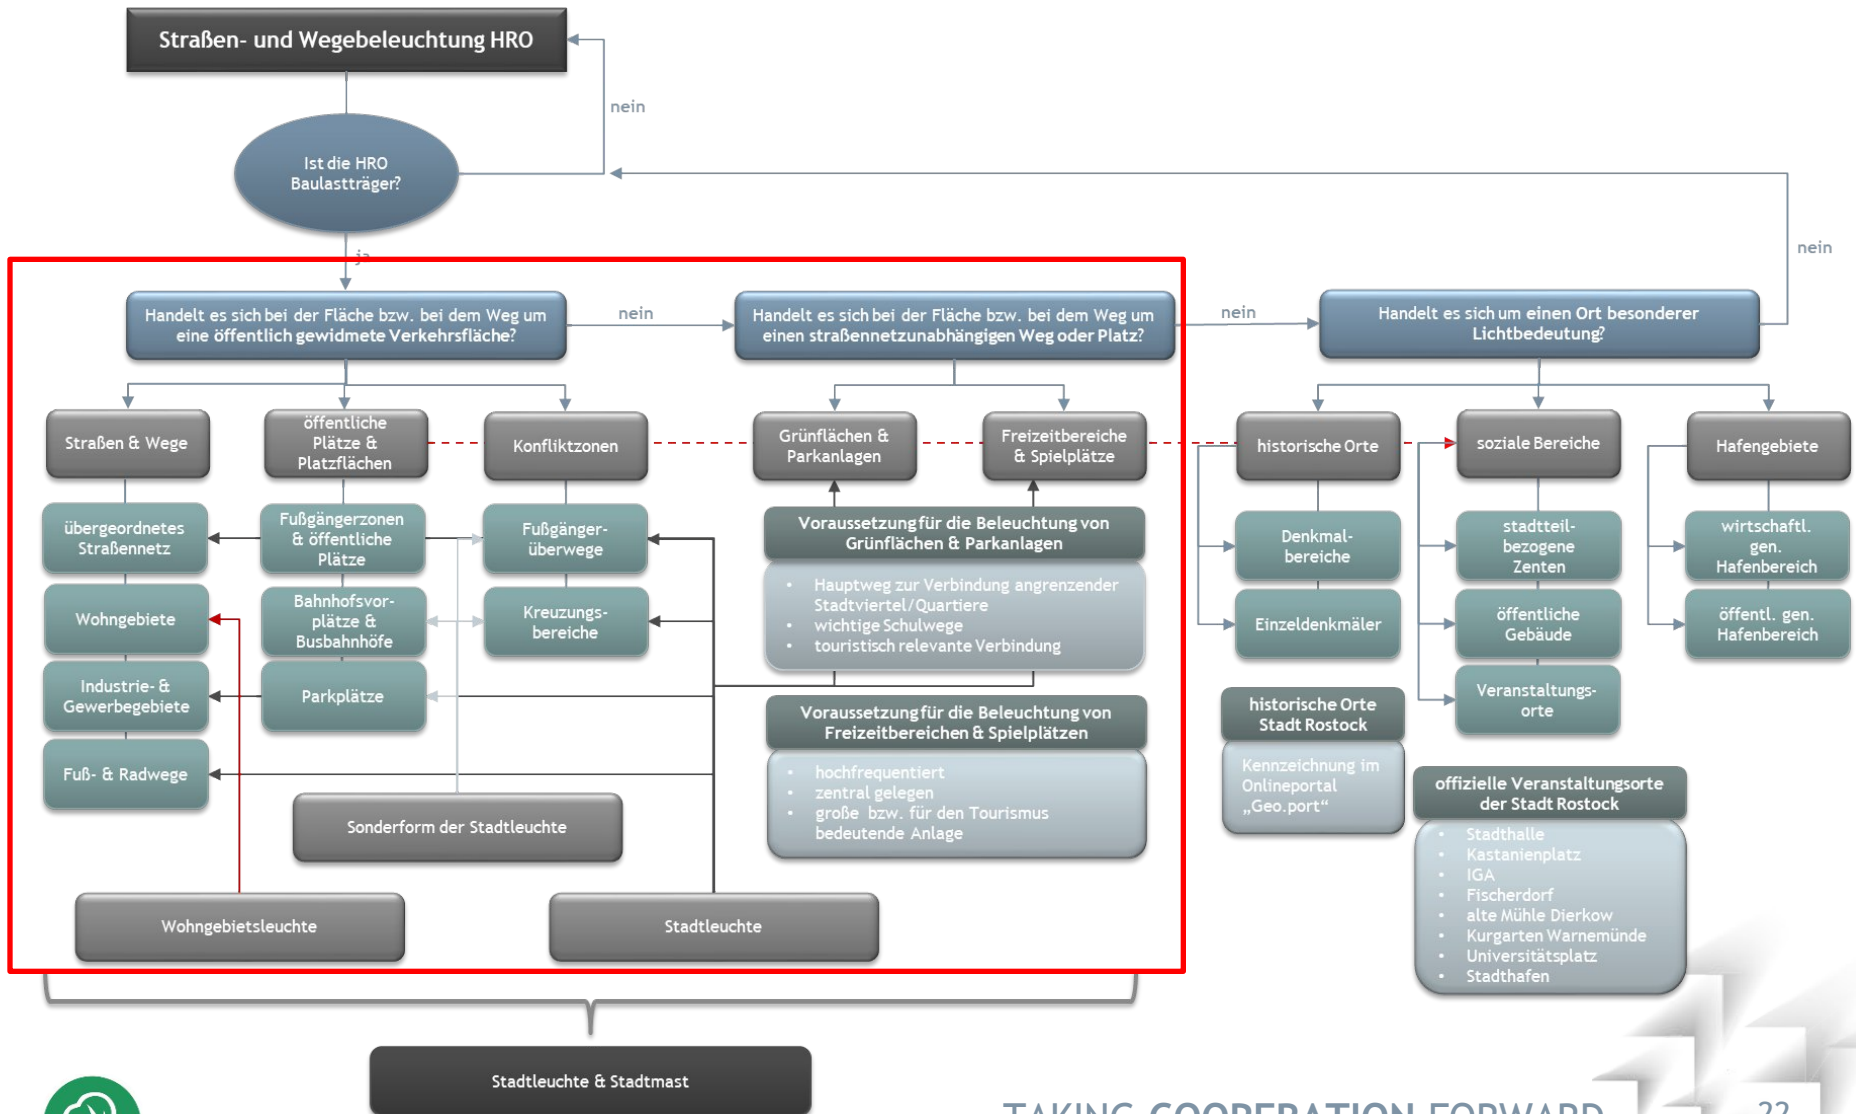 Straßen- und Wegebeleuchtung HRO
nein
Ist die HRO
Baulastträger?
ja
nein
Handelt es sich bei der Fläche bzw. bei dem Weg um
eine öffentlich gewidmete Verkehrsfläche?
nein
Handelt es sich bei der Fläche bzw. bei dem Weg um
einen straßennetzunabhängigen Weg oder Platz?
nein
Handelt es sich um einen Ort besonderer
Lichtbedeutung?
Straßen & Wege
öffentliche
Plätze &
Platzflächen
Konfliktzonen
Grünflächen &
Parkanlagen
Freizeitbereiche
& Spielplätze
historische Orte
soziale Bereiche
Hafengebiete
übergeordnetes
Straßennetz
Wohngebiete
Industrie- &
Gewerbegebiete
Fuß- & Radwege
Fußgängerzonen
& öffentliche
Plätze
Bahnhofsvor-
plätze &
Busbahnhöfe
Parkplätze
Fußgänger-
überwege
Kreuzungs-
bereiche
Voraussetzung für die Beleuchtung von
Grünflächen & Parkanlagen
• Hauptweg zur Verbindung angrenzender
Stadtviertel/Quartiere
• wichtige Schulwege
• touristisch relevante Verbindung
Voraussetzung für die Beleuchtung von
Freizeitbereichen & Spielplätzen
• hochfrequentiert
• zentral gelegen
• große bzw. für den Tourismus
bedeutende Anlage
Denkmal-
bereiche
Einzeldenkmäler
historische Orte
Stadt Rostock
Kennzeichnung im
Onlineportal
„Geo.port“
stadtteil-
bezogene
Zenten
öffentliche
Gebäude
Veranstaltungs-
orte
offizielle Veranstaltungsorte
der Stadt Rostock
• Stadthalle
• Kastanienplatz
• IGA
• Fischerdorf
• alte Mühle Dierkow
• Kurgarten Warnemünde
• Universitätsplatz
• Stadthafen
wirtschaftl.
gen.
Hafenbereich
öffentl. gen.
Hafenbereich
Sonderform der Stadtleuchte
Wohngebietsleuchte
Stadtleuchte
Stadtleuchte & Stadtmast
TAKING COOPERATION FORWARD
22